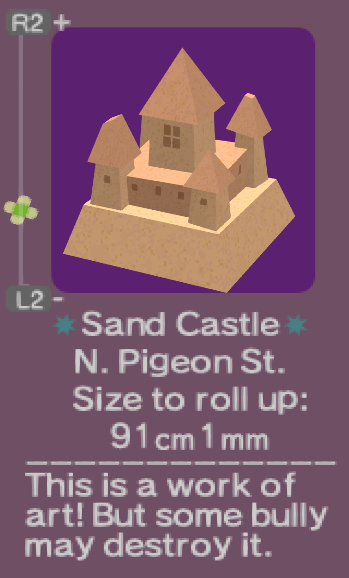 R2 +
L2 -
Sand Castle
N. Pigeon St.
Size to roll up:
91cm1mm
This is a work of
art! But some bully
may destroy it.